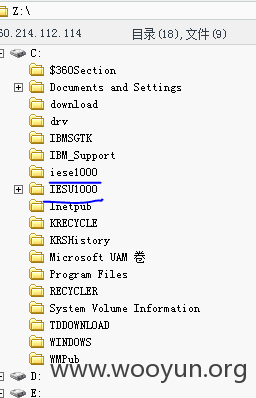 Z:\
60.214.112.114 目录(18),文件(9)
C:
$360Section
Documents and Settings
download
drv
IBMSGTK
IBM_Support
iese1000
IESU1000
Inetpub
KRECYCLE
KRSHistory
Microsoft UAM 卷
Program Files
RECYCLER
System Volume Information
TDDOWNLOAD
WINDOWS
WMPub
D:
E:
www.wooyun.org